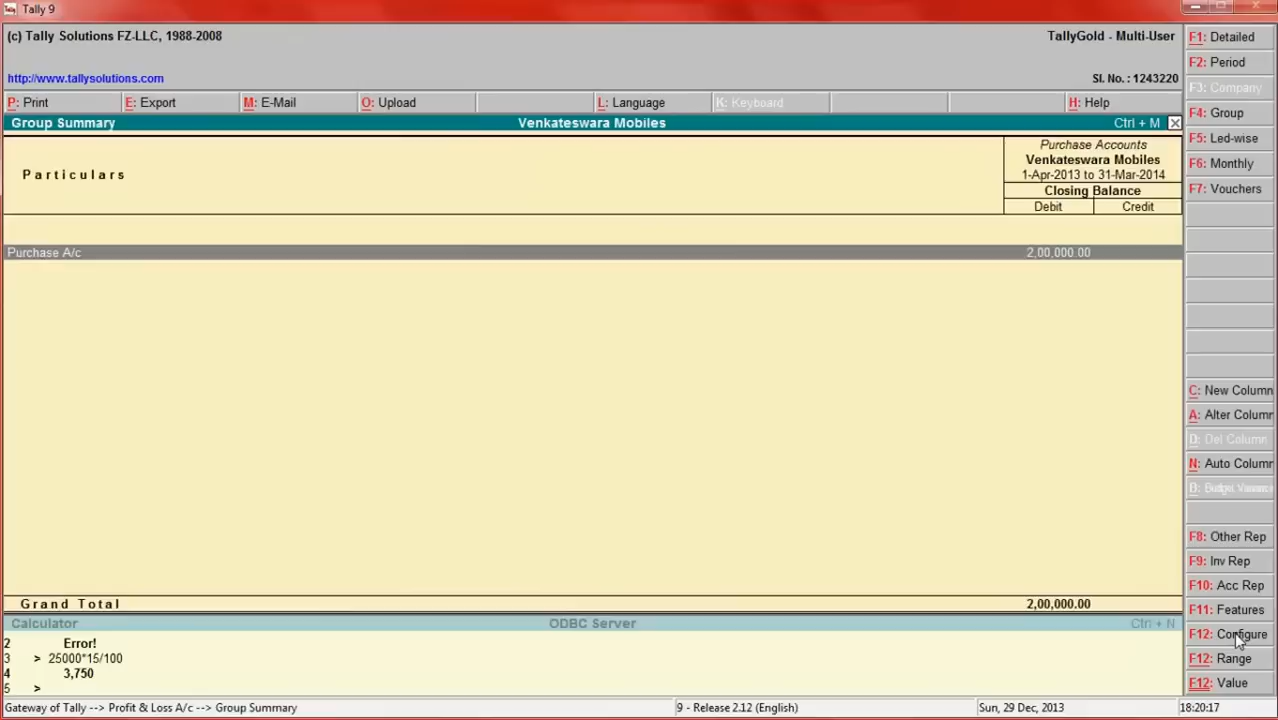 Tally 9
(c) Tally Solutions FZ-LLC, 1988-2008
TallyGold - Multi-User
http://www.tallysolutions.com
Sl. No. : 1243220
P: Print
E: Export
M: E-Mail
O: Upload
L: Language
K: Keyboard
H: Help
Group Summary
Venkateswara Mobiles
Ctrl + M
Particulars
Purchase Accounts
Venkateswara Mobiles
1-Apr-2013 to 31-Mar-2014
Closing Balance
Debit
Credit
Purchase A/c
2,00,000.00
Grand Total
2,00,000.00
Calculator
ODBC Server
Ctrl + N
2 Error!
3 > 25000*15/100
4 3,750
5 >
Gateway of Tally --> Profit & Loss A/c --> Group Summary
9 - Release 2.12 (English)
Sun, 29 Dec, 2013
18:20:17
F1: Detailed
F2: Period
F3: Company
F4: Group
F5: Led-wise
F6: Monthly
F7: Vouchers
C: New Column
A: Alter Column
D: Del Column
N: Auto Column
B: Budget
F8: Other Rep
F9: Inv Rep
F10: Acc Rep
F11: Features
F12: Configure
F12: Range
F12: Value